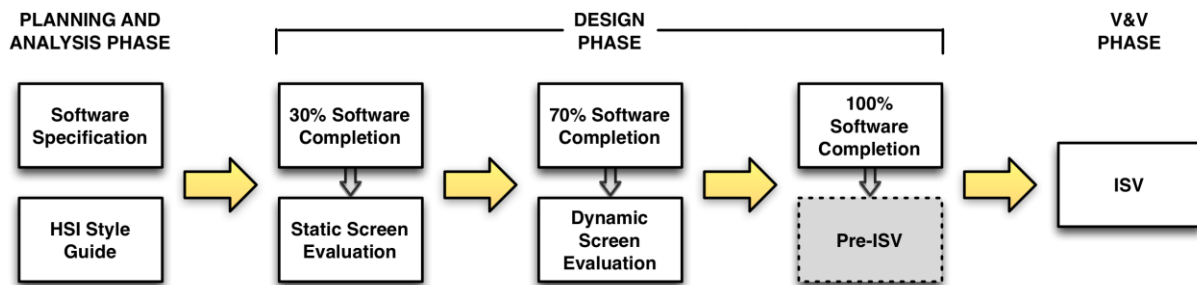 PLANNING AND
ANALYSIS PHASE
DESIGN
PHASE
V&V
PHASE
Software
Specification
30% Software
Completion
70% Software
Completion
100%
Software
Completion
ISV
HSI Style
Guide
Static Screen
Evaluation
Dynamic
Screen
Evaluation
Pre-ISV